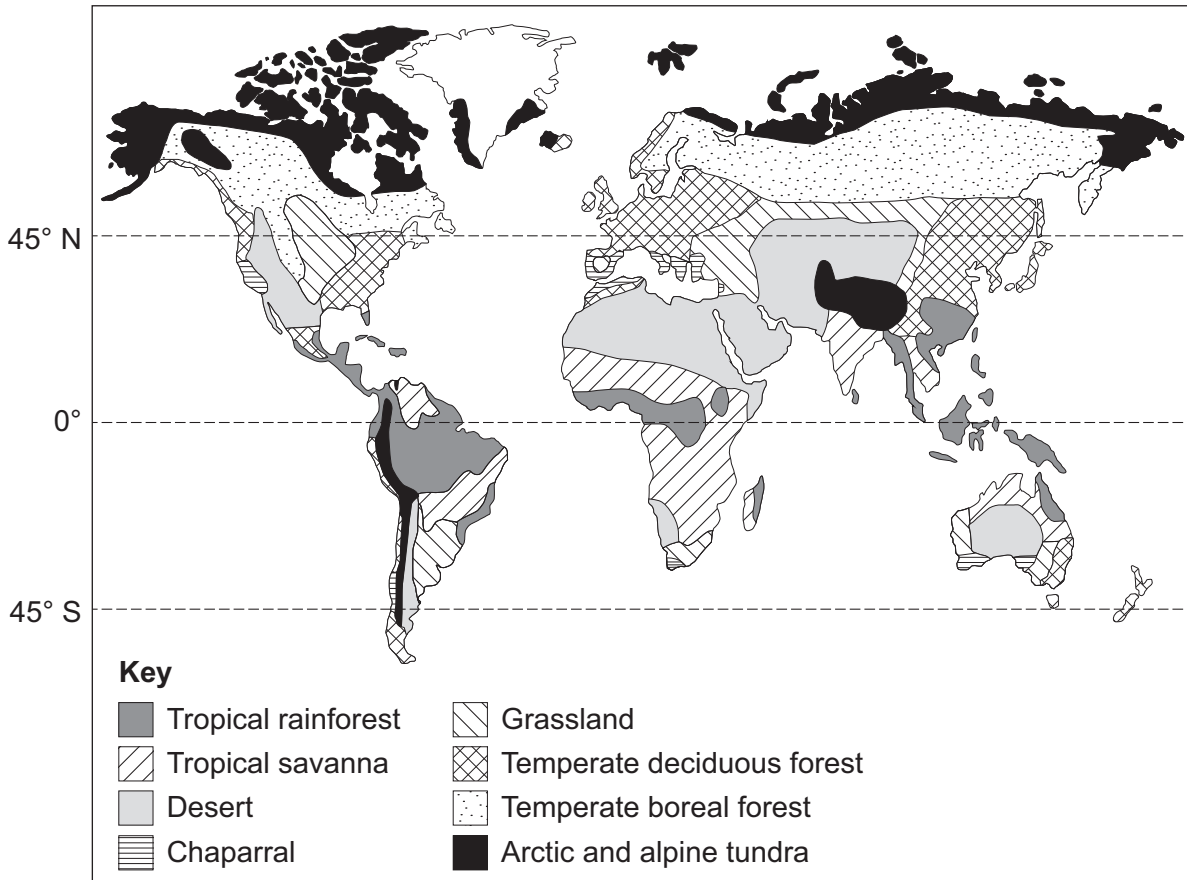 45° N
0°
45° S
Key
Tropical rainforest
Tropical savanna
Desert
Chaparral
Grassland
Temperate deciduous forest
Temperate boreal forest
Arctic and alpine tundra